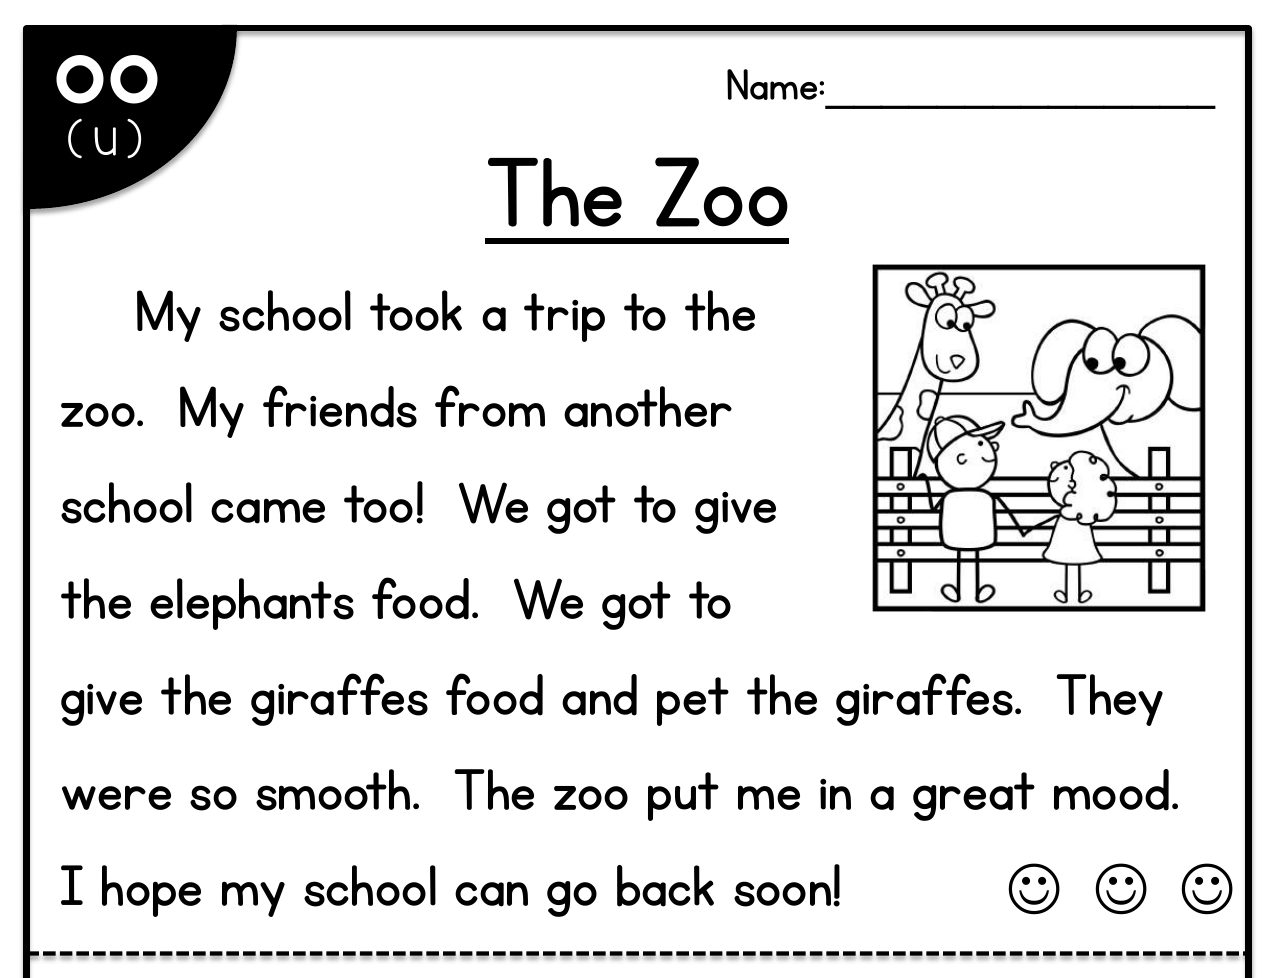 oo
(u)
Name:
The Zoo
My school took a trip to the
zoo. My friends from another
school came too! We got to give
the elephants food. We got to
give the giraffes food and pet the giraffes. They
were so smooth. The zoo put me in a great mood.
I hope my school can go back soon!